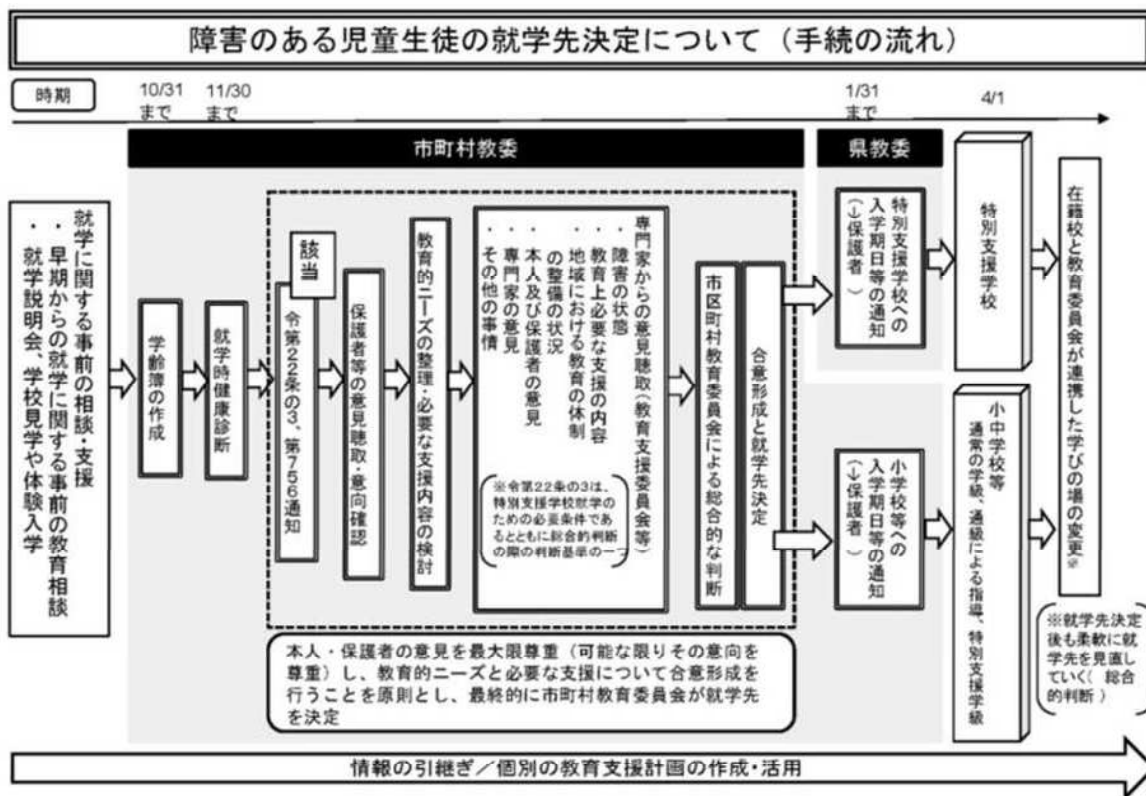 障害のある児童生徒の就学先決定について（手続の流れ）
時期
10/31
まで
11/30
まで
1/31
まで
4/1
市町村教委
県教委
就学に関する事前の相談・支援
・早期からの就学に関する事前の教育相談
・就学説明会、学校見学や体験入学
学齢簿の作成
就学時健康診断
該当
令第22条の3、第756通知
保護者等の意見聴取・意向確認
教育的ニーズの整理・必要な支援内容の検討
専門家からの意見聴取（教育支援委員会等）
・障害の状態
・教育上必要な支援の内容
・地域における教育の体制
の整備の状況
・本人及び保護者の意見
・専門家の意見
・その他の事情
※令第22条の3は、
特別支援学校就学の
ための必要条件であ
るとともに総合的判断
の際の判断基準の一つ
市区町村教育委員会による総合的な判断
合意形成と就学先決定
特別支援学校への
入学期日等の通知
（↓保護者）
小学校等への
入学期日等の通知
（↓保護者）
特別支援学校
小中学校等
通常の学級、通級による指導、特別支援学級
在籍校と教育委員会が連携した学びの場の変更※
※就学先決定
後も柔軟に就
学先を見直し
ていく（総合
的判断）
本人・保護者の意見を最大限尊重（可能な限りその意向を
尊重）し、教育的ニーズと必要な支援について合意形成を
行うことを原則とし、最終的に市町村教育委員会が就学先
を決定
情報の引継ぎ／個別の教育支援計画の作成・活用